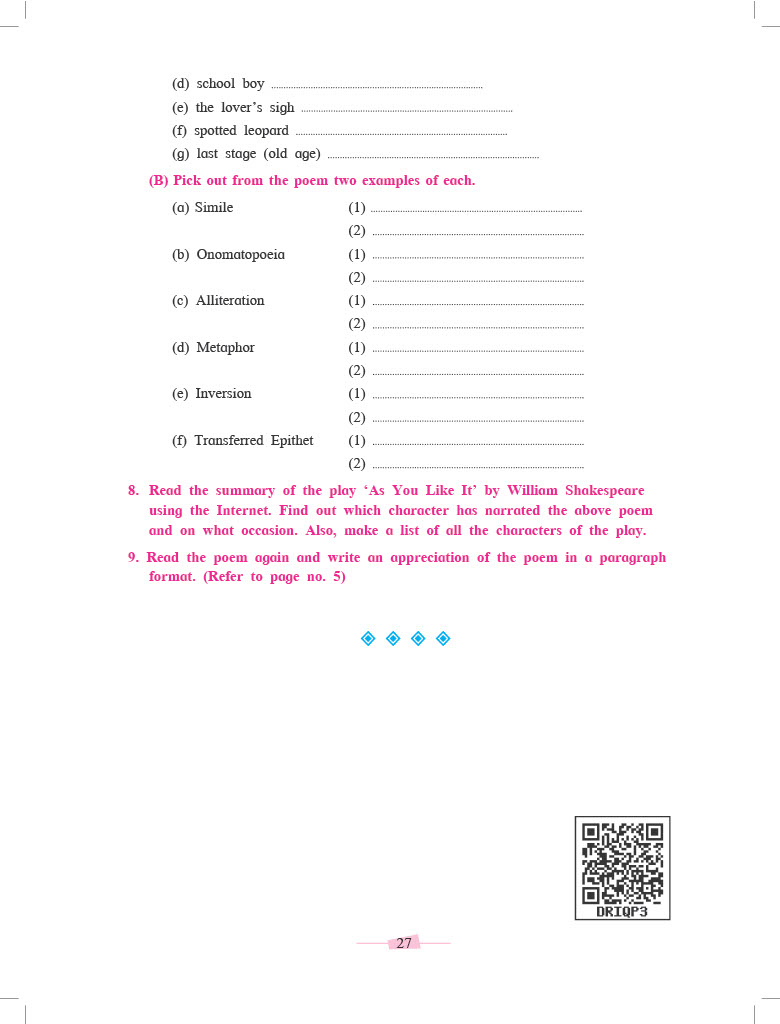 (d) school boy ..........................................................................
(e) the lover's sigh ..........................................................................
(f) spotted leopard ..........................................................................
(g) last stage (old age) ..........................................................................
(B) Pick out from the poem two examples of each.
(a) Simile (1) ..........................................................................
(2) ..........................................................................
(b) Onomatopoeia (1) ..........................................................................
(2) ..........................................................................
(c) Alliteration (1) ..........................................................................
(2) ..........................................................................
(d) Metaphor (1) ..........................................................................
(2) ..........................................................................
(e) Inversion (1) ..........................................................................
(2) ..........................................................................
(f) Transferred Epithet (1) ..........................................................................
(2) ..........................................................................
8. Read the summary of the play ‘As You Like It’ by William Shakespeare
using the Internet. Find out which character has narrated the above poem
and on what occasion. Also, make a list of all the characters of the play.
9. Read the poem again and write an appreciation of the poem in a paragraph
format. (Refer to page no. 5)
DRIQP3
27